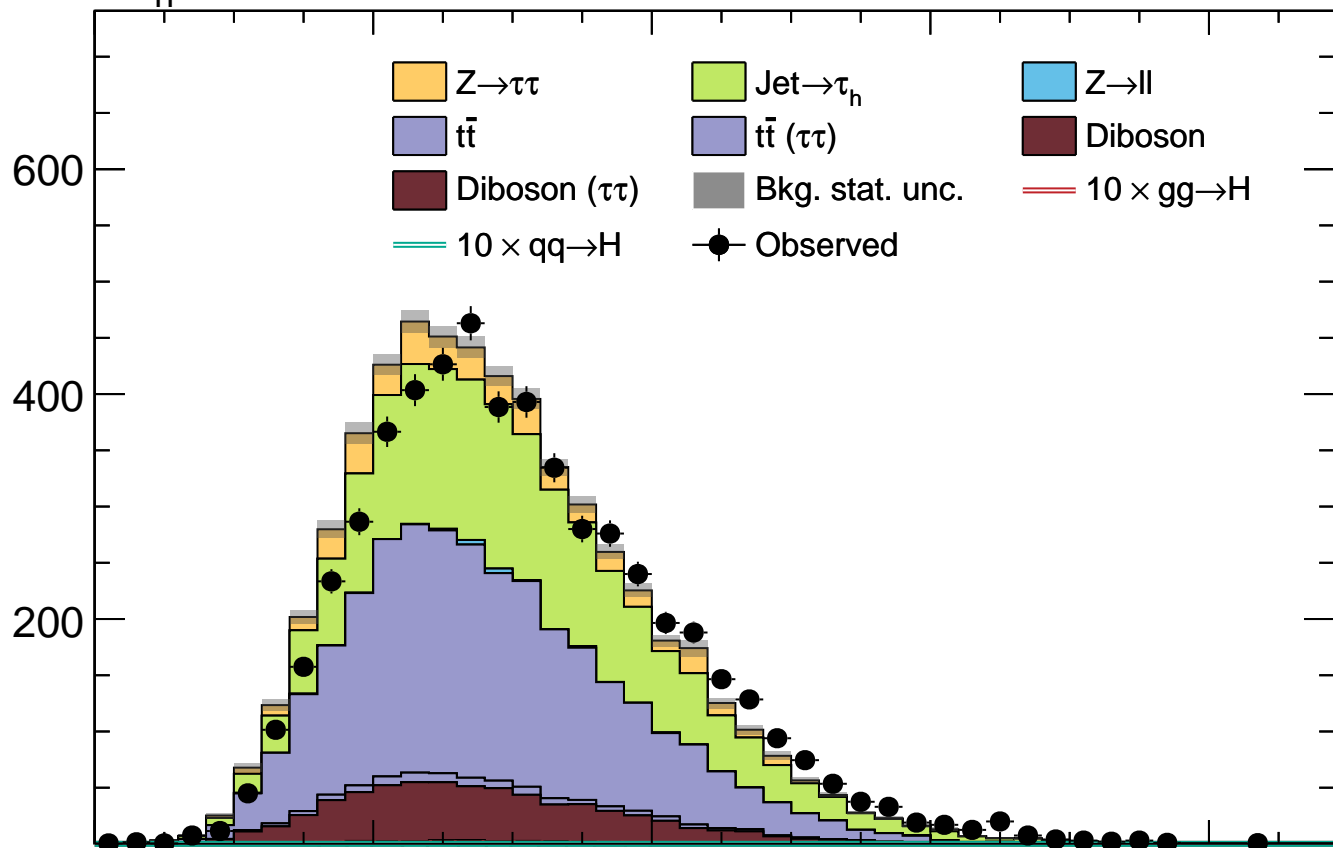 Z→ττ Jet→τₕ Z→ll
tt̄ tt̄ (ττ) Diboson
Diboson (ττ) Bkg. stat. unc. 10 × gg→H
10 × qq→H Observed
600
400
200